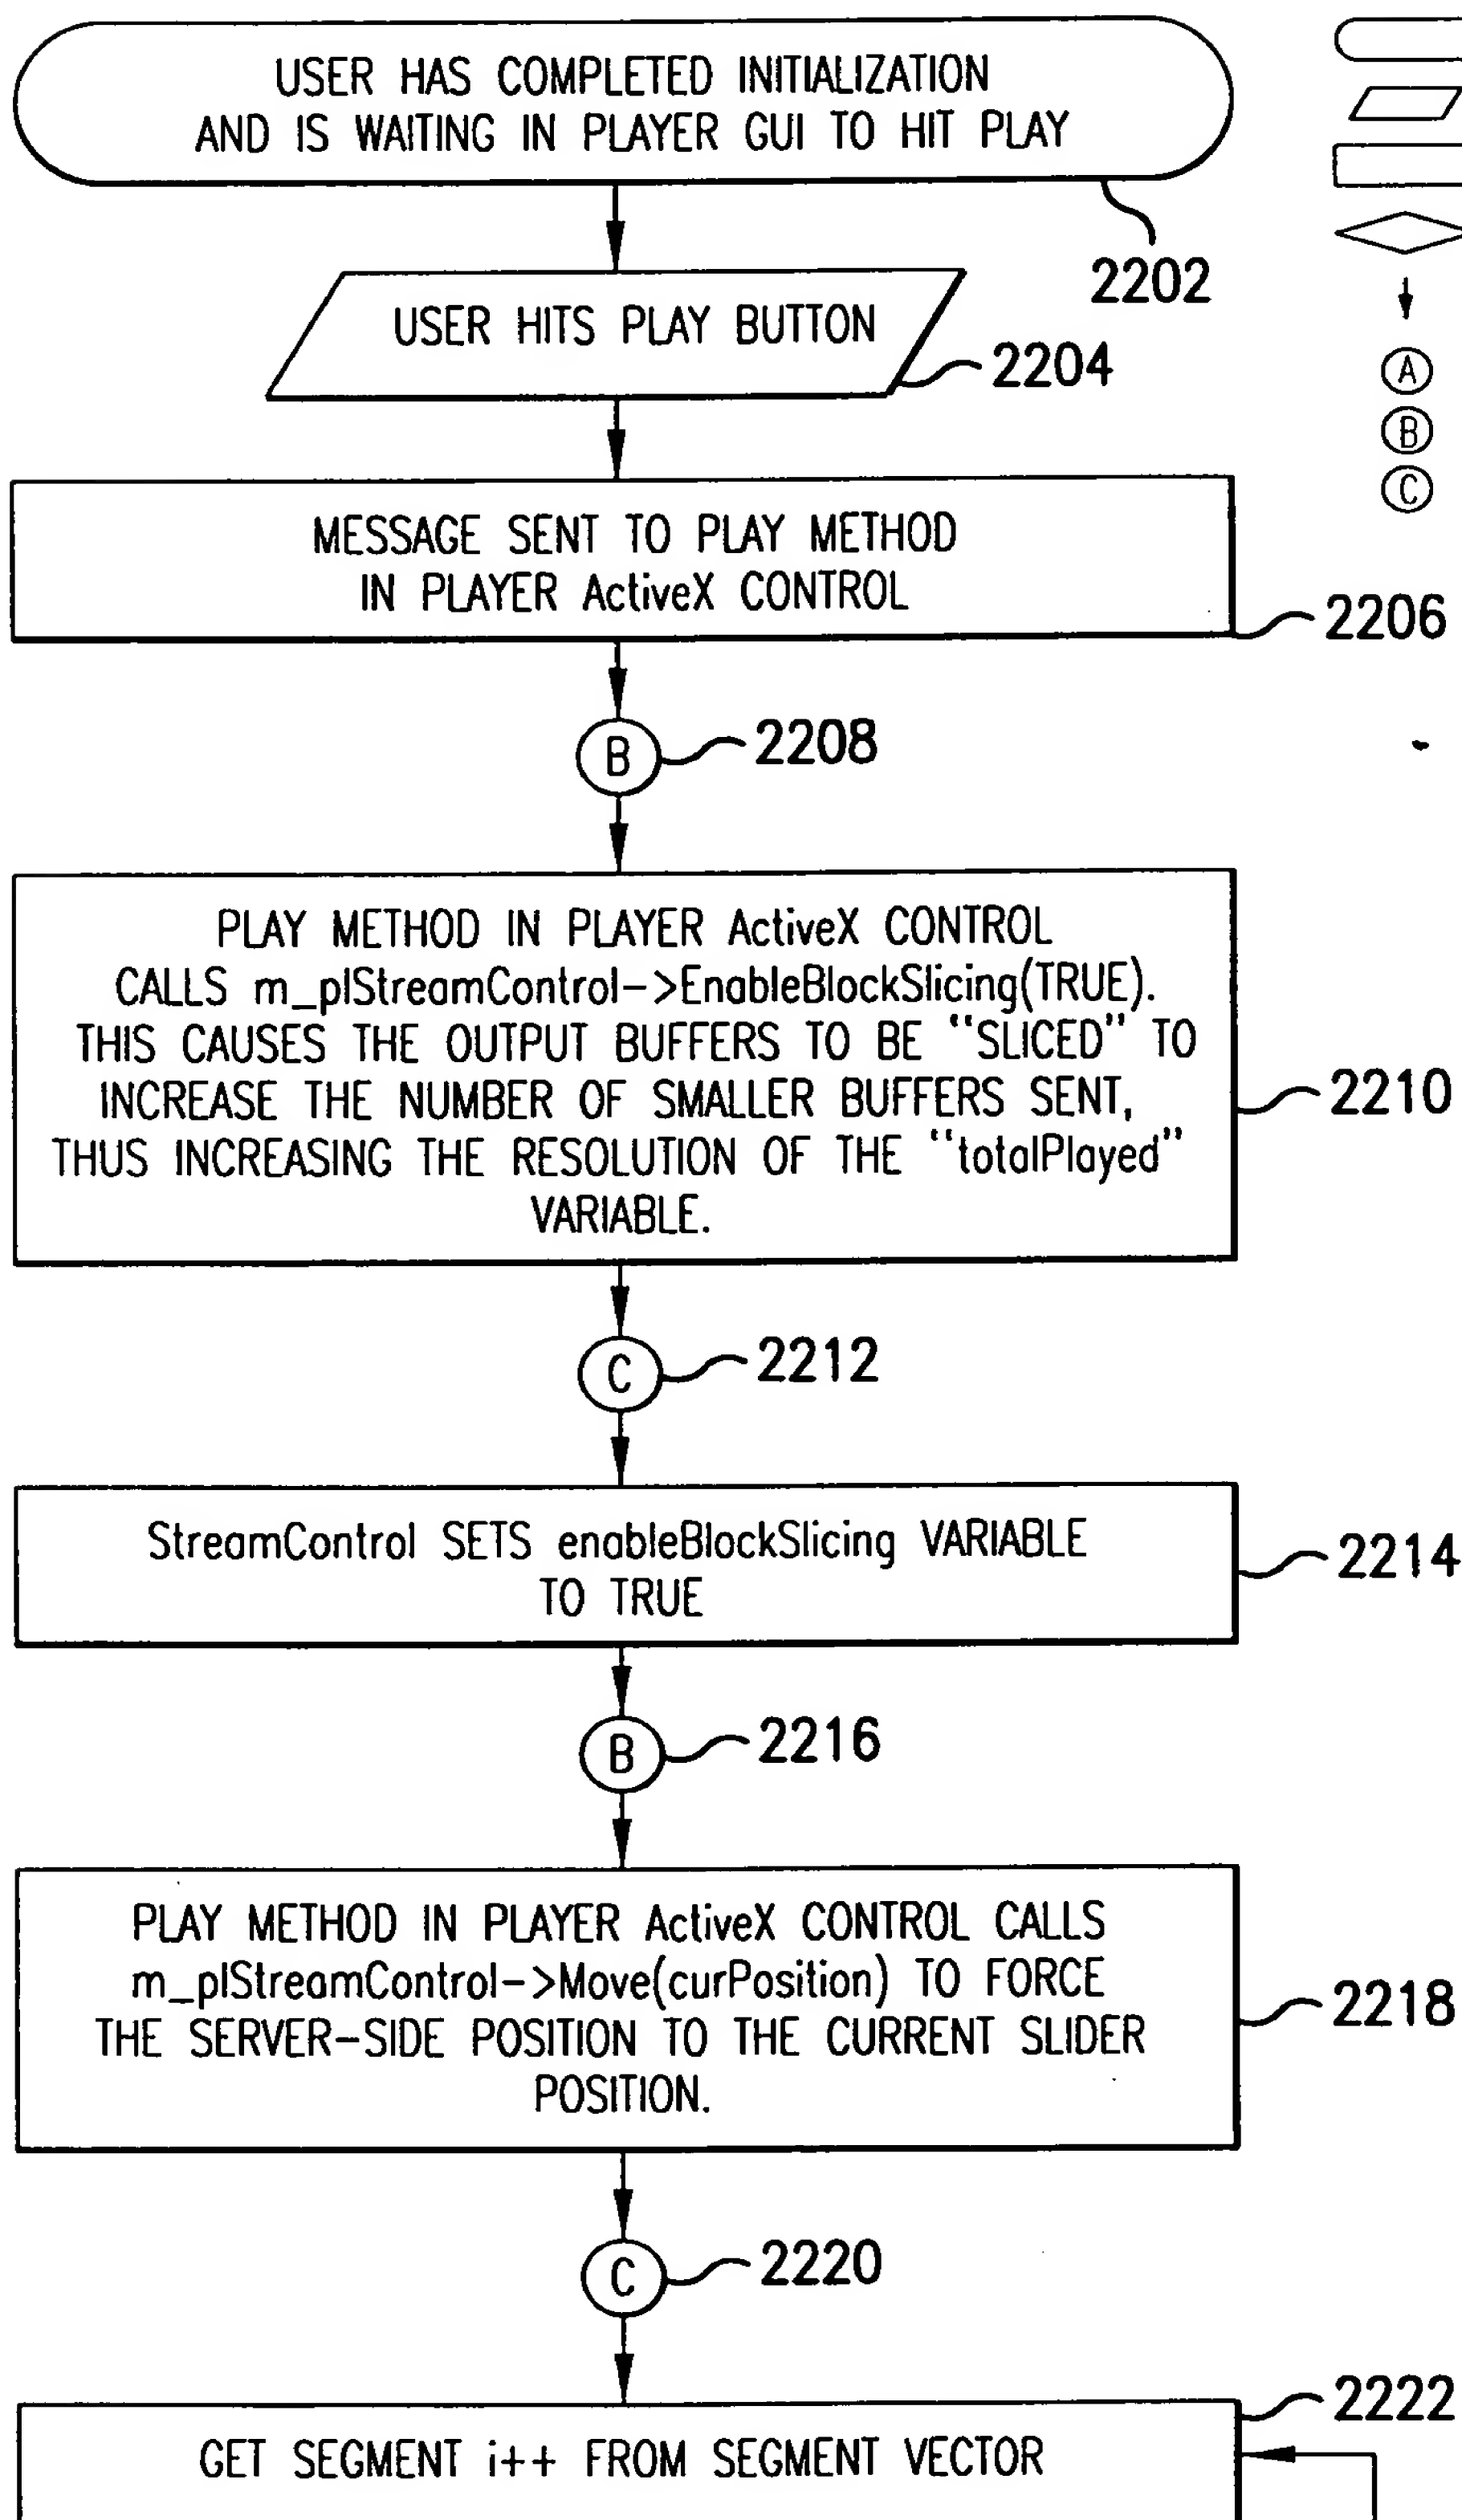 USER HAS COMPLETED INITIALIZATION
AND IS WAITING IN PLAYER GUI TO HIT PLAY
2202
USER HITS PLAY BUTTON
2204
A
B
C
MESSAGE SENT TO PLAY METHOD
IN PLAYER ActiveX CONTROL
2206
B
2208
PLAY METHOD IN PLAYER ActiveX CONTROL
CALLS m_plStreamControl->EnableBlockSlicing(TRUE).
THIS CAUSES THE OUTPUT BUFFERS TO BE "SLICED" TO
INCREASE THE NUMBER OF SMALLER BUFFERS SENT,
THUS INCREASING THE RESOLUTION OF THE "totalPlayed"
VARIABLE.
2210
C
2212
StreamControl SETS enableBlockSlicing VARIABLE
TO TRUE
2214
B
2216
PLAY METHOD IN PLAYER ActiveX CONTROL CALLS
m_plStreamControl->Move(curPosition) TO FORCE
THE SERVER-SIDE POSITION TO THE CURRENT SLIDER
POSITION.
2218
C
2220
2222
GET SEGMENT i++ FROM SEGMENT VECTOR